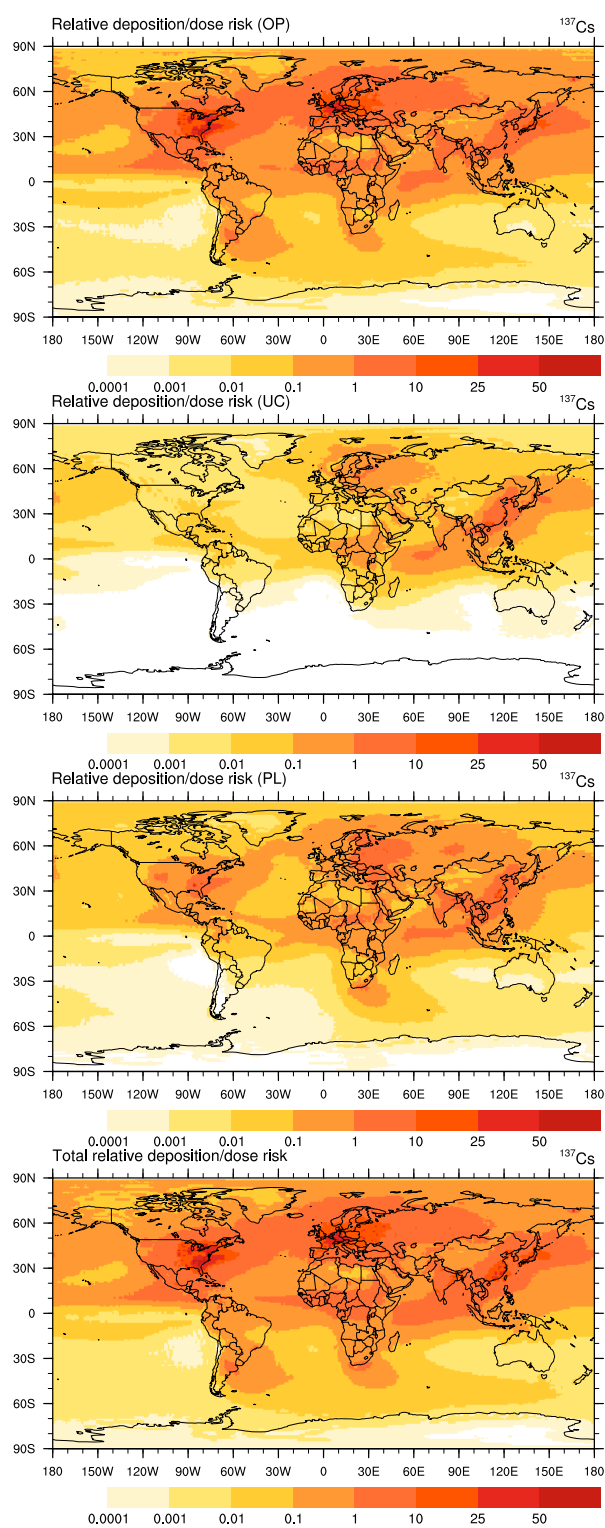 Relative deposition/dose risk (OP) 137Cs
90N
60N
30N
0
30S
60S
90S
180 150W 120W 90W 60W 30W 0 30E 60E 90E 120E 150E 180
0.0001 0.001 0.01 0.1 1 10 25 50
Relative deposition/dose risk (UC) 137Cs
90N
60N
30N
0
30S
60S
90S
180 150W 120W 90W 60W 30W 0 30E 60E 90E 120E 150E 180
0.0001 0.001 0.01 0.1 1 10 25 50
Relative deposition/dose risk (PL) 137Cs
90N
60N
30N
0
30S
60S
90S
180 150W 120W 90W 60W 30W 0 30E 60E 90E 120E 150E 180
0.0001 0.001 0.01 0.1 1 10 25 50
Total relative deposition/dose risk 137Cs
90N
60N
30N
0
30S
60S
90S
180 150W 120W 90W 60W 30W 0 30E 60E 90E 120E 150E 180
0.0001 0.001 0.01 0.1 1 10 25 50